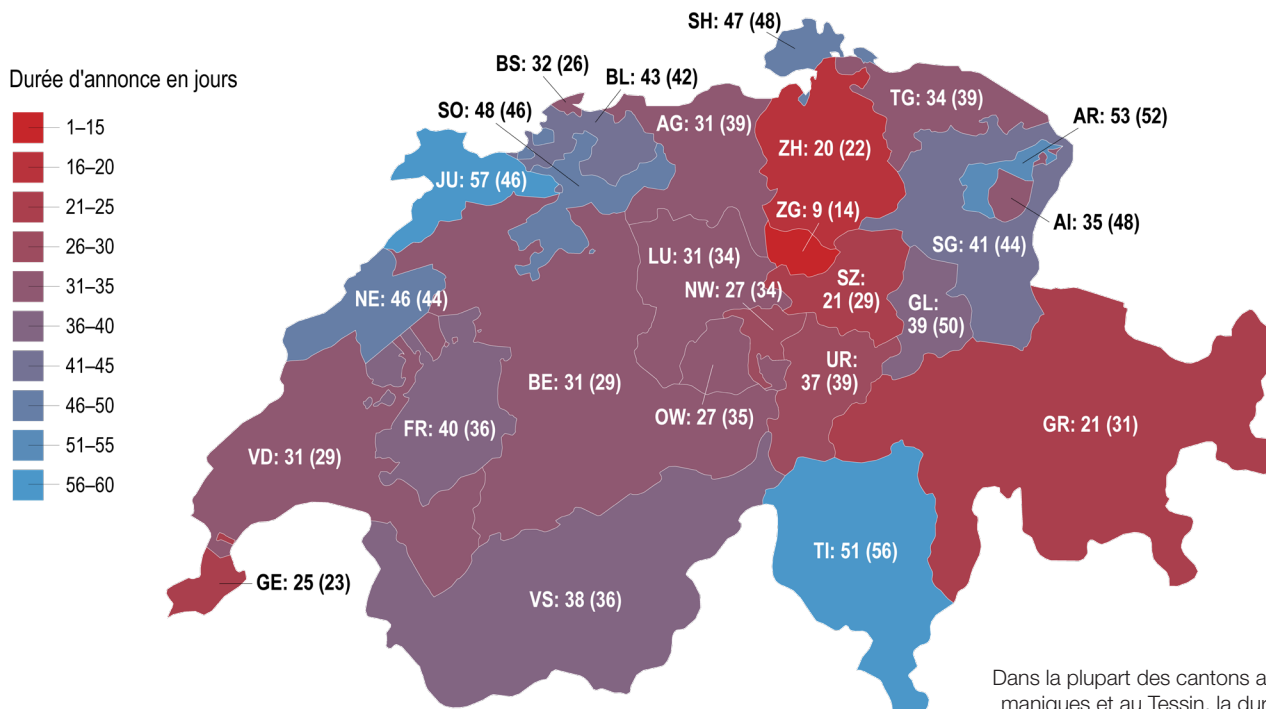 SH: 47 (48)
BS: 32 (26)
BL: 43 (42)
Durée d'annonce en jours
SO: 48 (46)
TG: 34 (39)
AG: 31 (39)
AR: 53 (52)
1–15
ZH: 20 (22)
16–20
JU: 57 (46)
21–25
ZG: 9 (14)
AI: 35 (48)
26–30
SG: 41 (44)
LU: 31 (34)
31–35
SZ:
21 (29)
NW: 27 (34)
NE: 46 (44)
GL:
39 (50)
36–40
41–45
UR:
37 (39)
BE: 31 (29)
46–50
OW: 27 (35)
GR: 21 (31)
FR: 40 (36)
51–55
VD: 31 (29)
56–60
TI: 51 (56)
GE: 25 (23)
VS: 38 (36)
Dans la plupart des cantons a
maniques et au Tessin, la dur